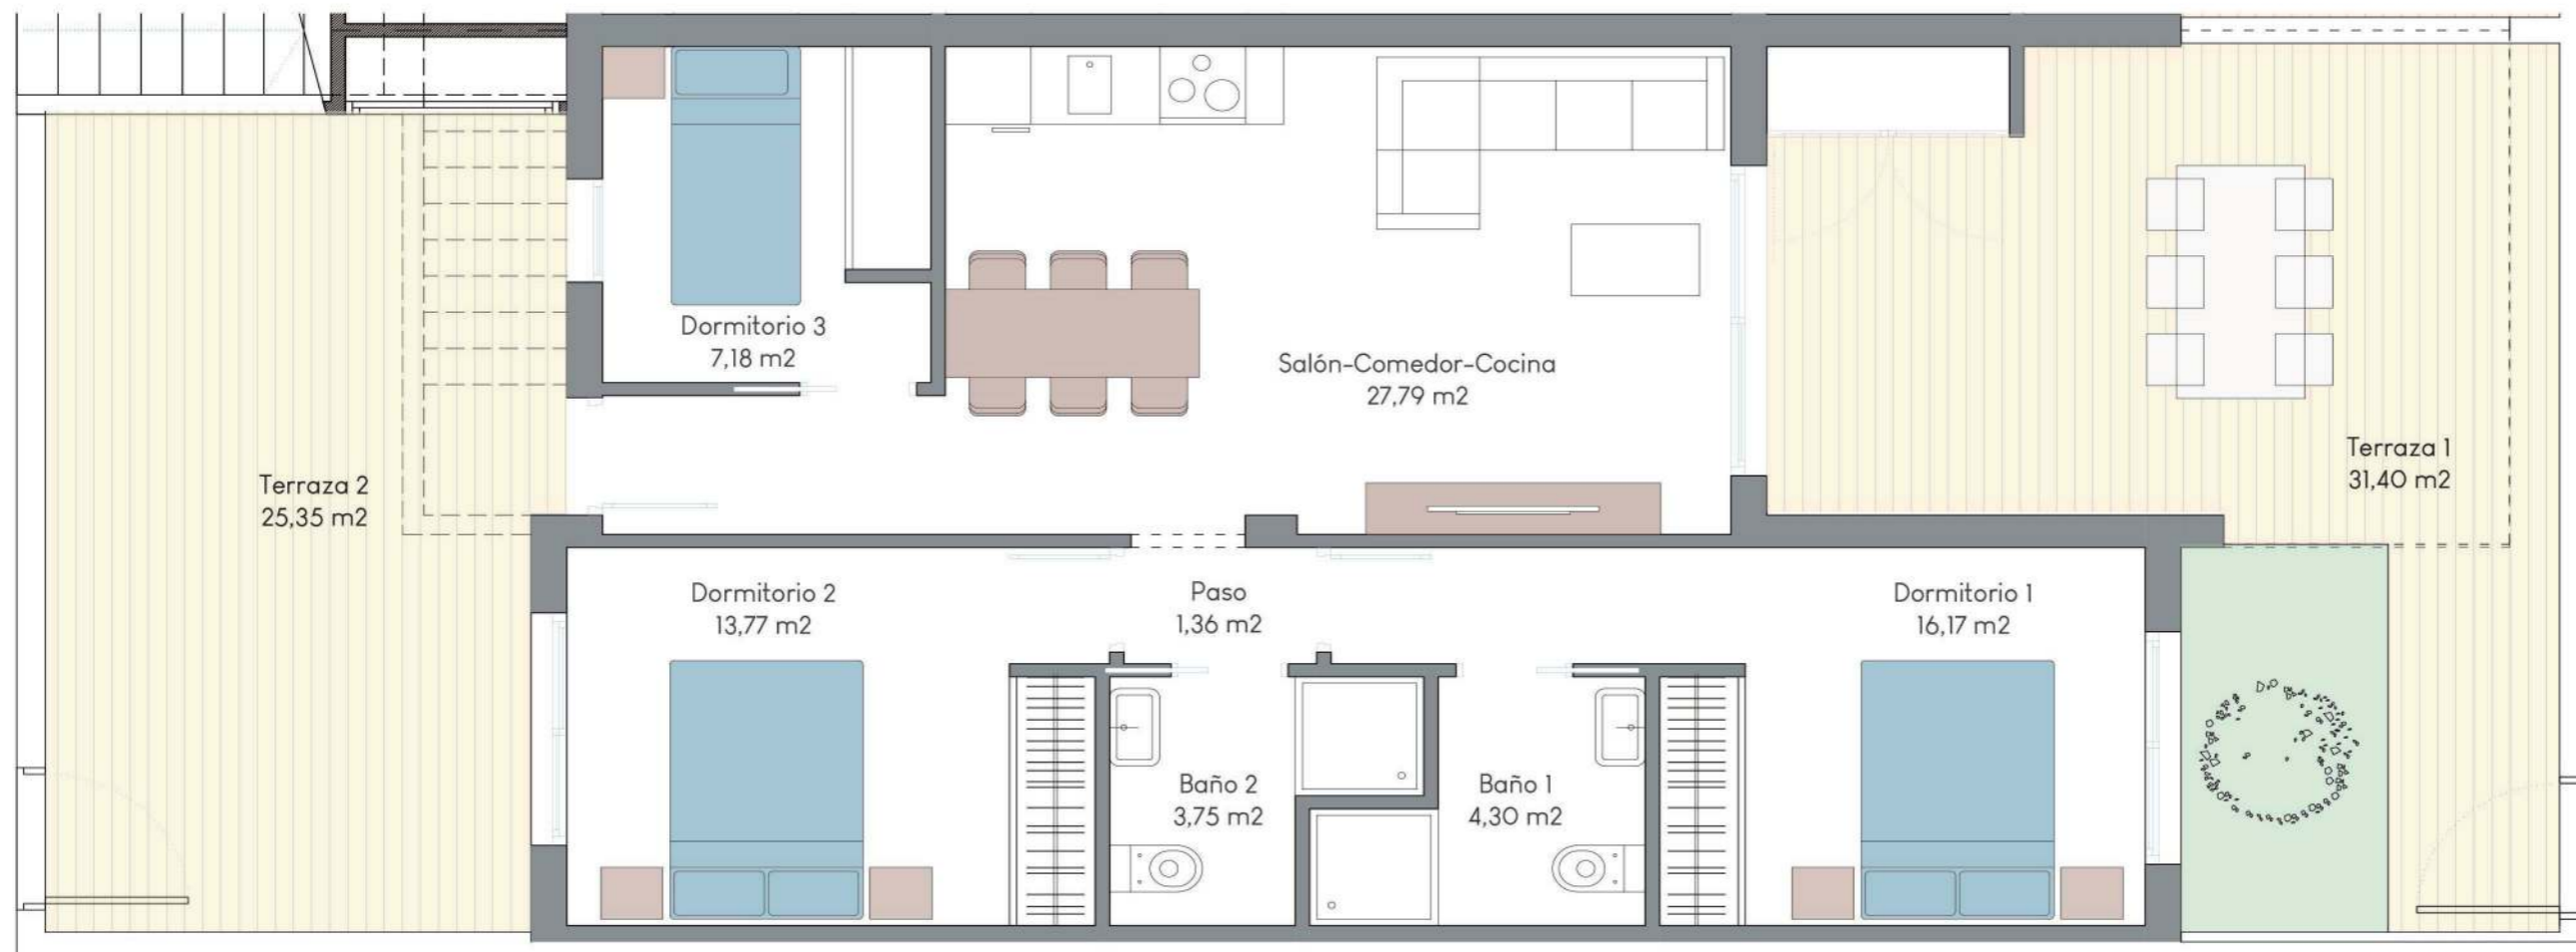 Dormitorio 3
7,18 m2
Salón-Comedor-Cocina
27,79 m2
Terraza 1
31,40 m2
Terraza 2
25,35 m2
Dormitorio 2
13,77 m2
Paso
1,36 m2
Dormitorio 1
16,17 m2
Baño 2
3,75 m2
Baño 1
4,30 m2